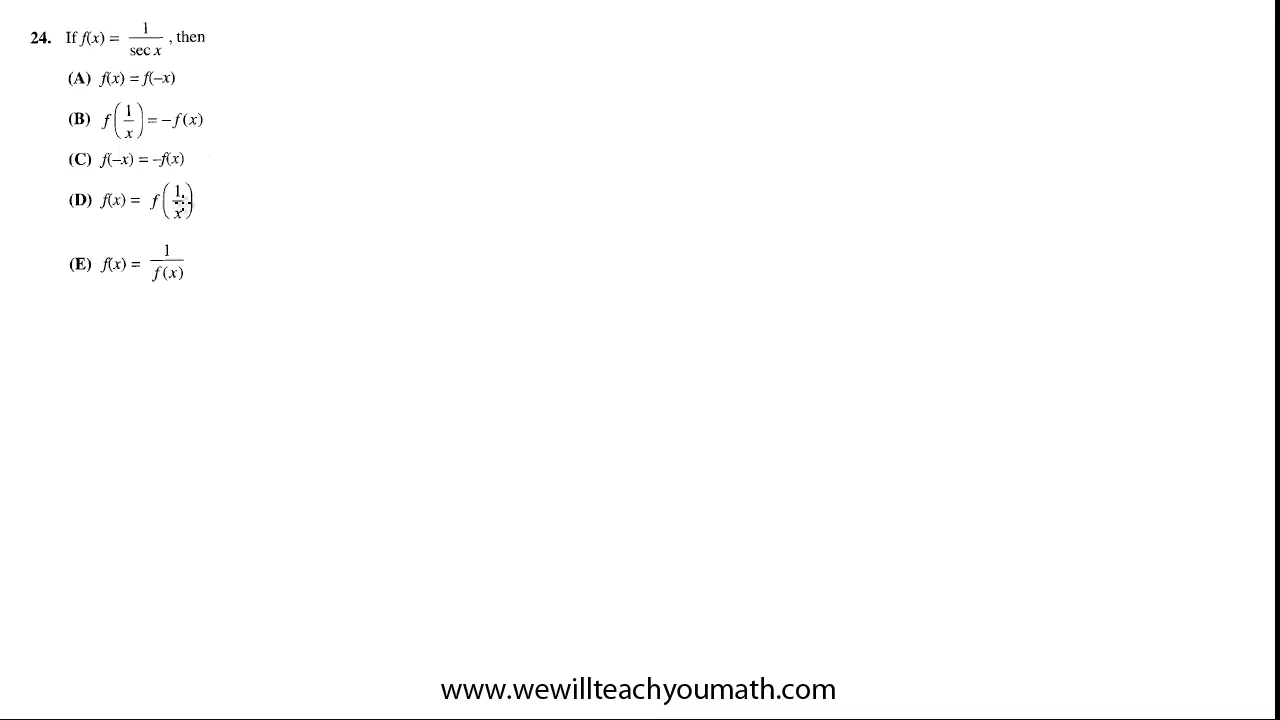 24. If f(x) = 1/sec x , then
(A) f(x) = f(–x)
(B) f(1/x) = –f(x)
(C) f(–x) = –f(x)
(D) f(x) = f(1/x)
(E) f(x) = 1/f(x)
www.wewillteachyoumath.com